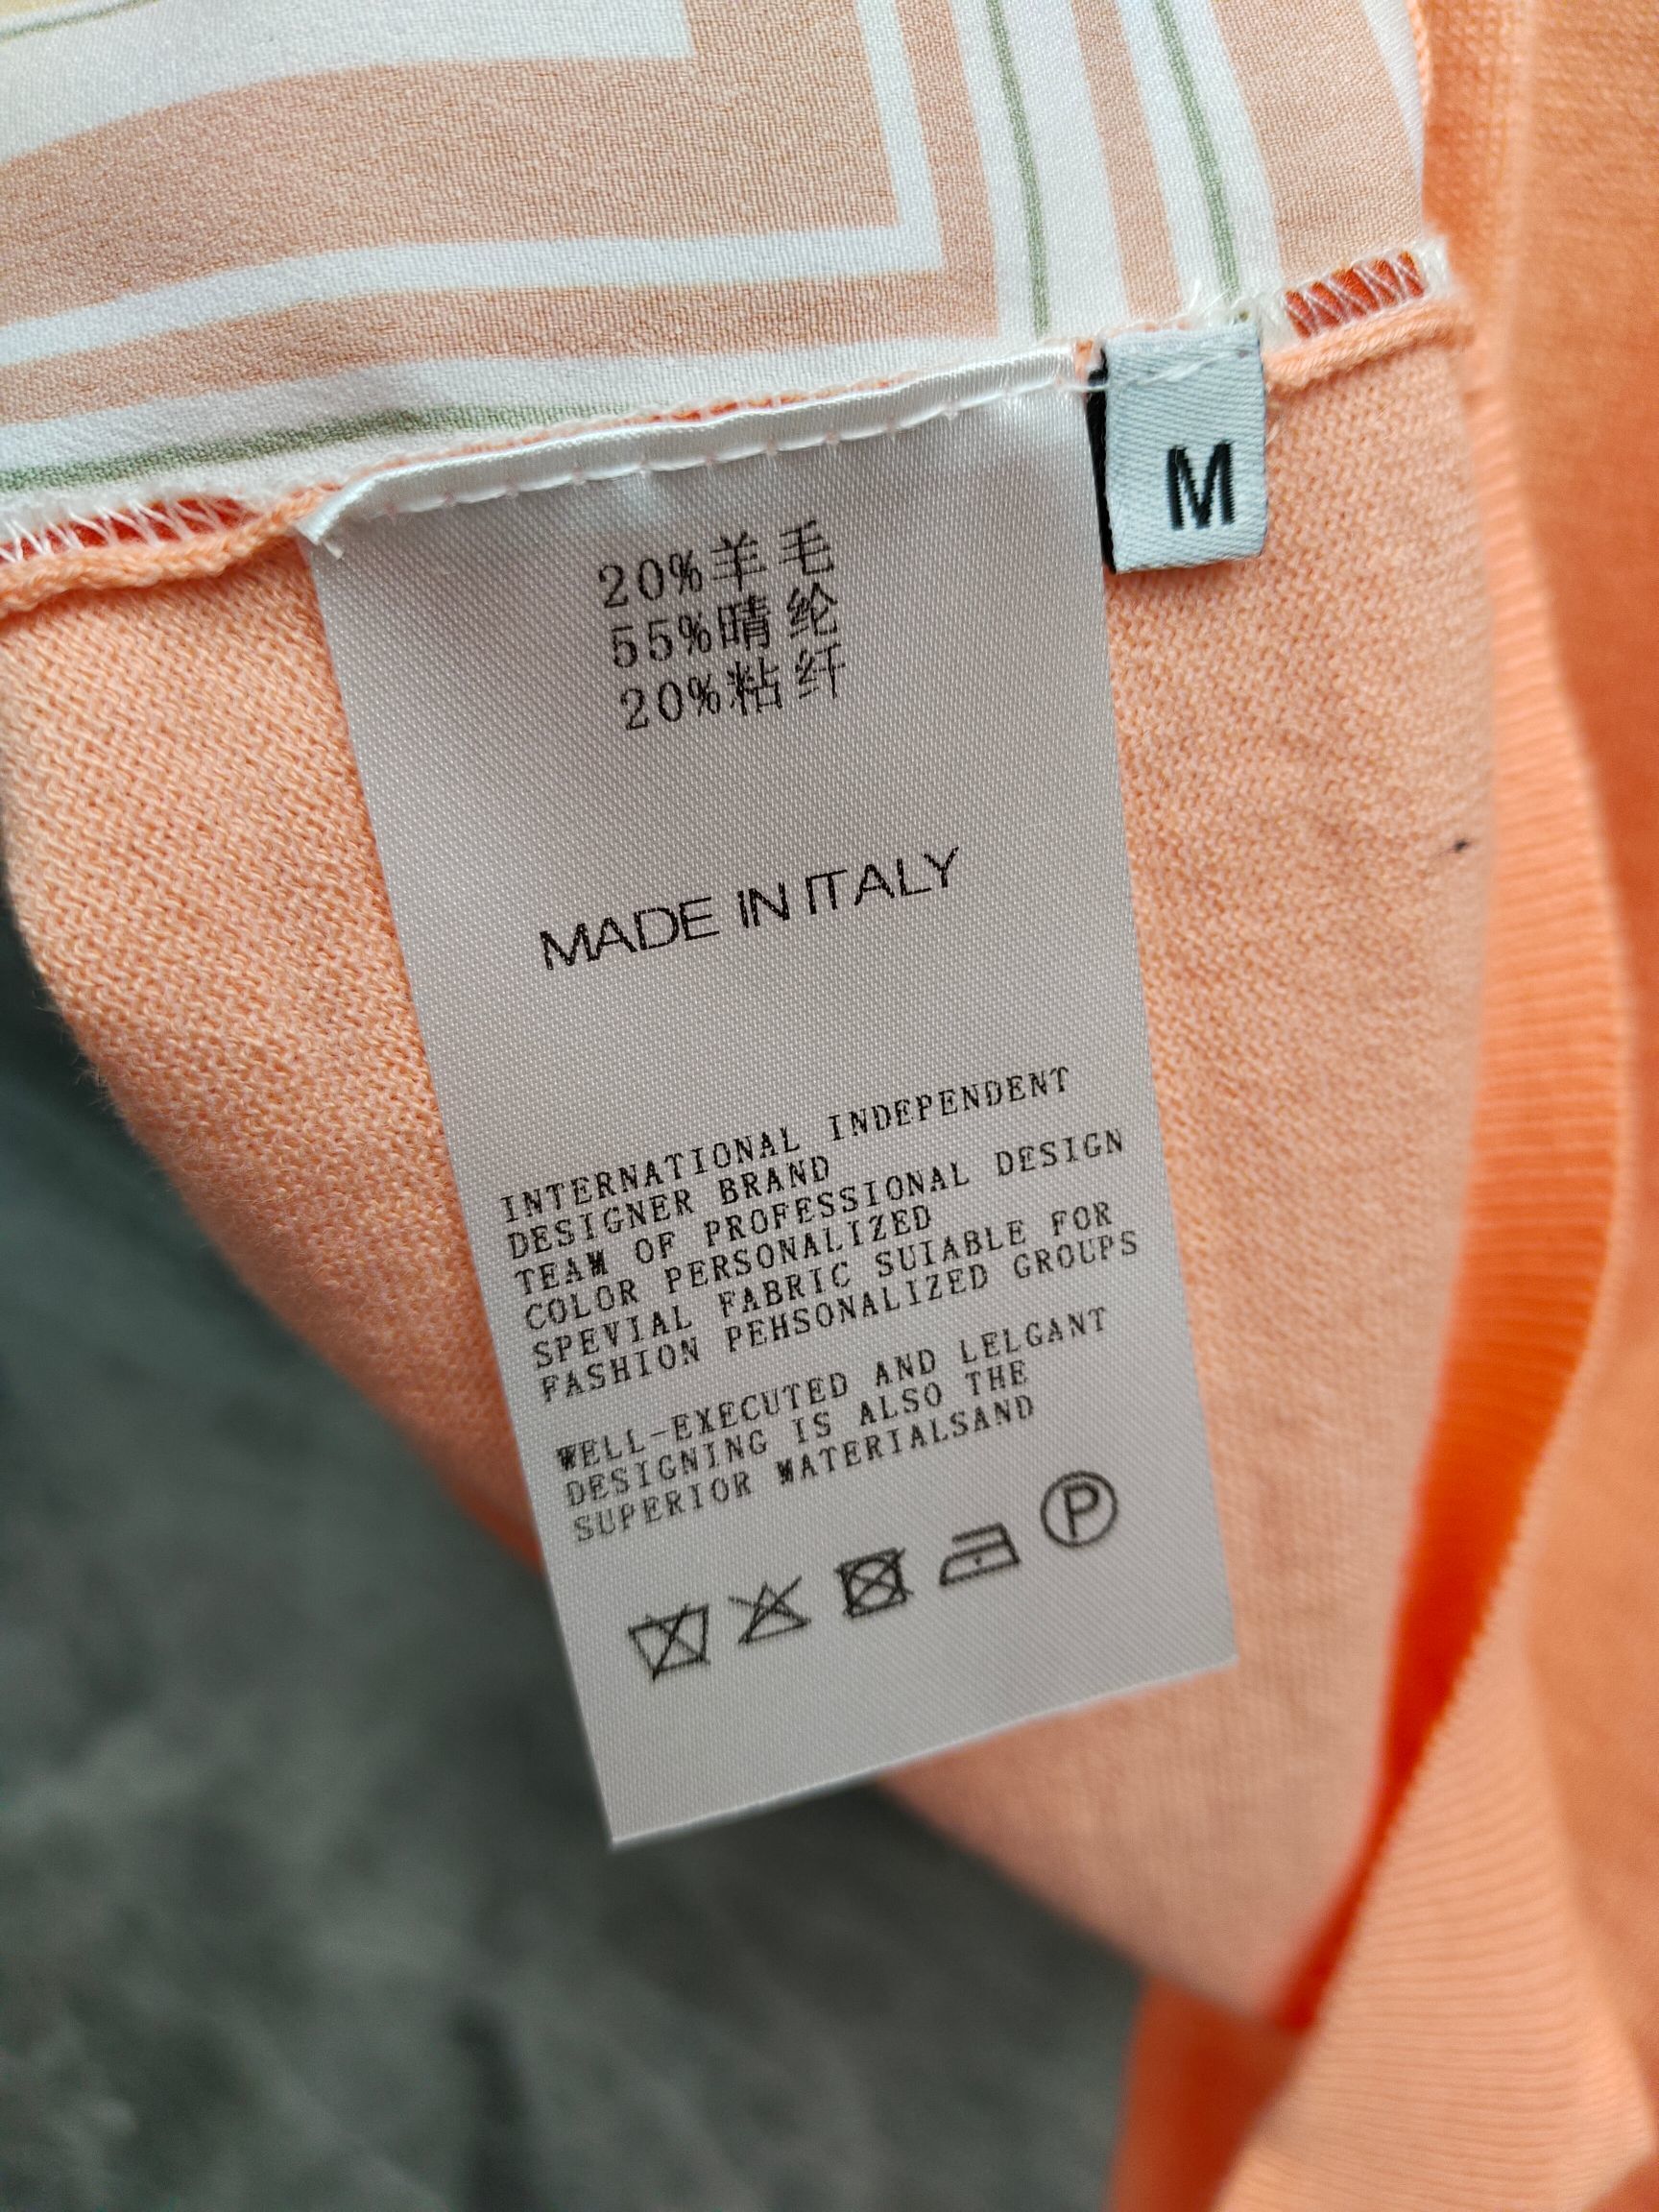 M
20%羊毛
55%晴纶
20%粘纤
MADE IN ITALY
INTERNATIONAL INDEPENDENT
DESIGNER BRAND
TEAM OF PROFESSIONAL DESIGN
COLOR PERSONALIZED
SPEVIAL FABRIC SUIABLE FOR
FASHION PEHSONALIZED GROUPS
WELL-EXECUTED AND LELGANT
DESIGNING IS ALSO THE
SUPERIOR MATERIALSAND
P